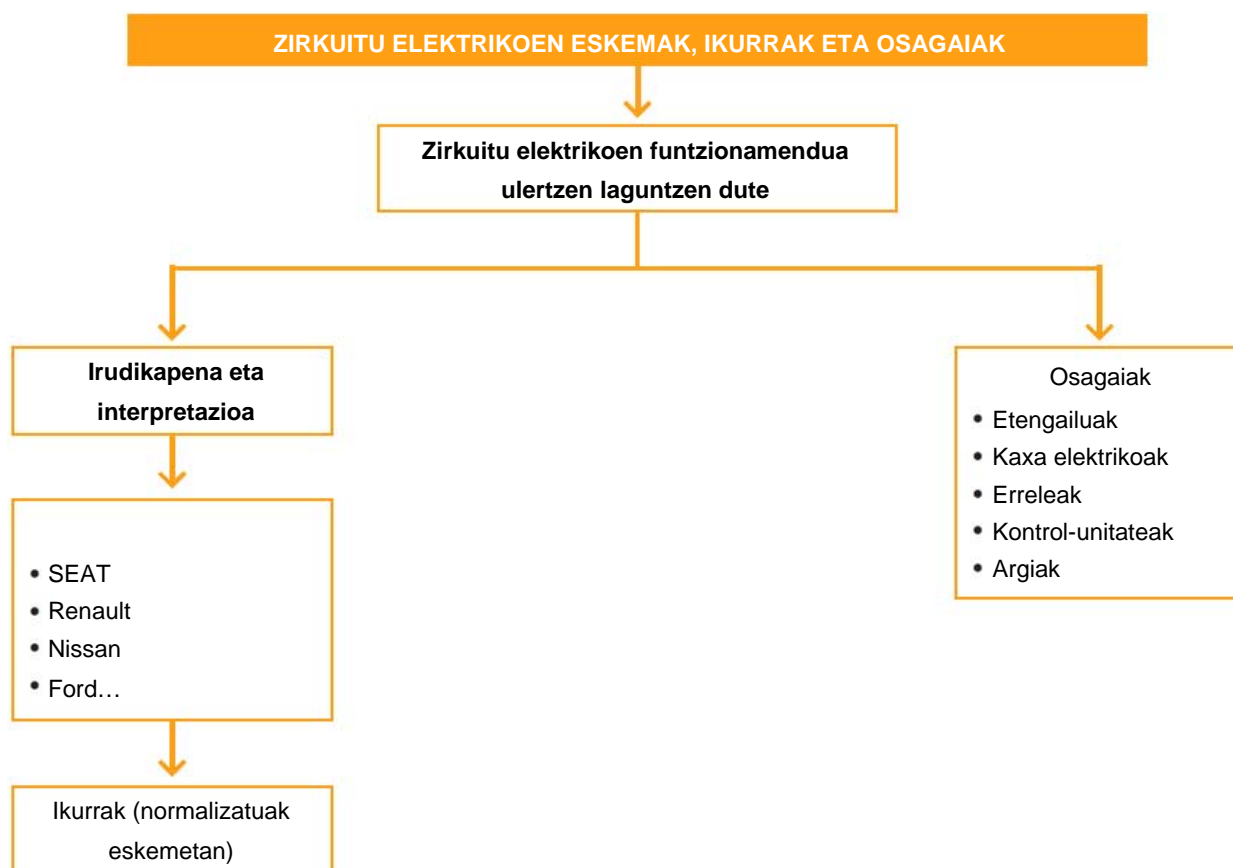 ZIRKUITU ELEKTRIKOEN ESKEMAK, IKURRAK ETA OSAGAIAK
Zirkuitu elektrikoen funtzionamendua
ulertzen laguntzen dute
Irudikapena eta
interpretazioa
• SEAT
• Renault
• Nissan
• Ford…
Ikurrak (normalizatuak
eskemetan)
Osagaiak
• Etengailuak
• Kaxa elektrikoak
• Erreleak
• Kontrol-unitateak
• Argiak